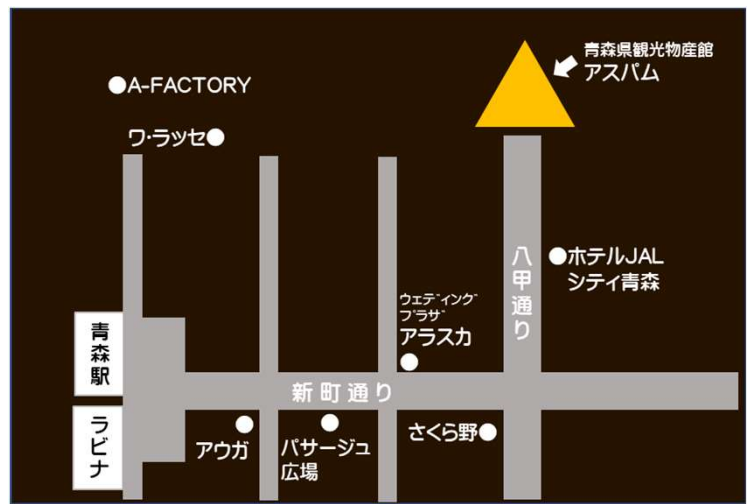 青森県観光物産館
アスパム
A-FACTORY
ワ・ラッセ
八甲通り
ホテルJAL
シティ青森
ウェディング
プラザ
アラスカ
青森駅
新町通り
ラビナ
アウガ
パサージュ
広場
さくら野